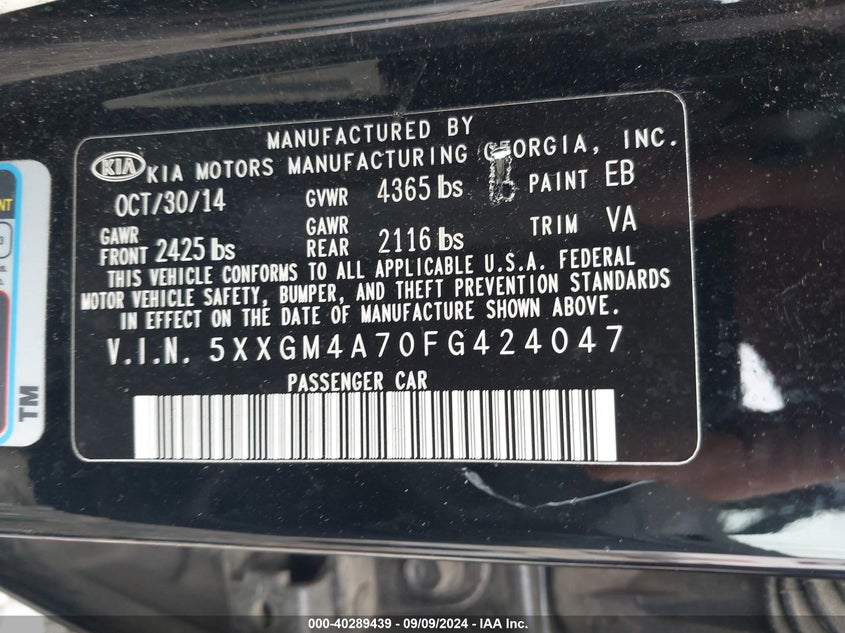 MANUFACTURED BY
KIA KIA MOTORS MANUFACTURING GEORGIA, INC.
OCT/30/14 GVWR 4365 lbs PAINT EB
GAWR FRONT 2425 lbs GAWR REAR 2116 lbs TRIM VA
THIS VEHICLE CONFORMS TO ALL APPLICABLE U.S.A. FEDERAL
MOTOR VEHICLE SAFETY, BUMPER, AND THEFT PREVENTION STANDARDS
IN EFFECT ON THE DATE OF MANUFACTURE SHOWN ABOVE.
V.I.N. 5XXGM4A70FG424047
PASSENGER CAR
TM
000-40289439 - 09/09/2024 - IAA Inc.